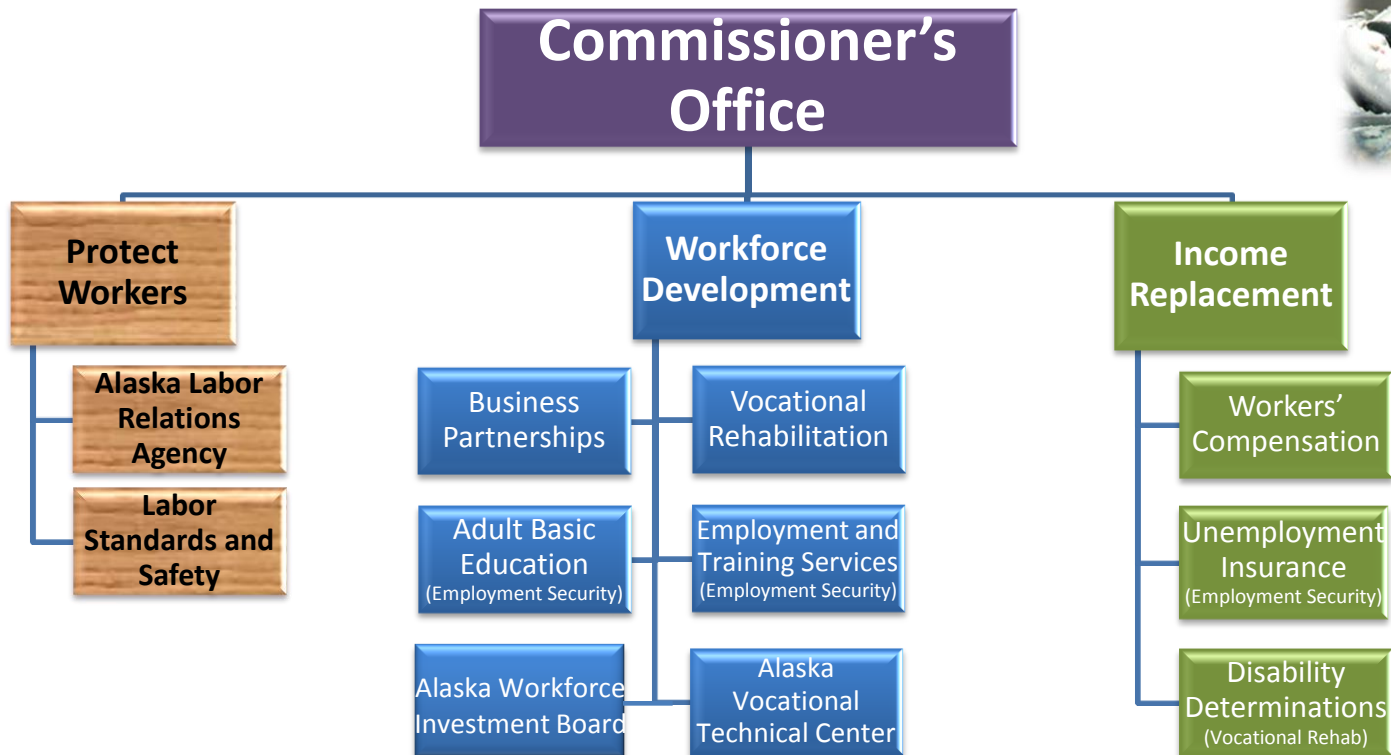 Commissioner’s
Office
Protect
Workers
Alaska Labor
Relations
Agency
Labor
Standards and
Safety
Workforce
Development
Business
Partnerships
Vocational
Rehabilitation
Adult Basic
Education
(Employment Security)
Employment and
Training Services
(Employment Security)
Alaska Workforce
Investment Board
Alaska
Vocational
Technical Center
Income
Replacement
Workers’
Compensation
Unemployment
Insurance
(Employment Security)
Disability
Determinations
(Vocational Rehab)